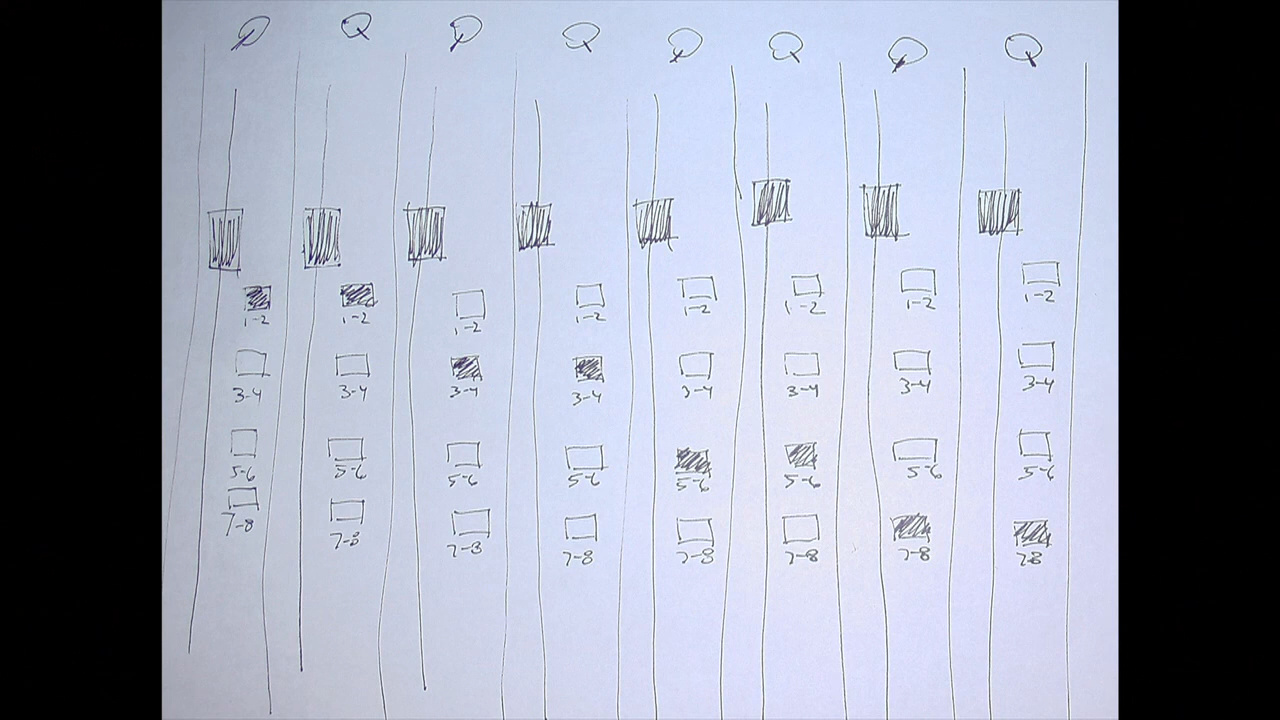 1-2 1-2 1-2 1-2 1-2 1-2 1-2 1-2
3-4 3-4 3-4 3-4 3-4 3-4 3-4 3-4
5-6 5-6 5-6 5-6 5-6 5-6 5-6 5-6
7-8 7-8 7-8 7-8 7-8 7-8 7-8 7-8